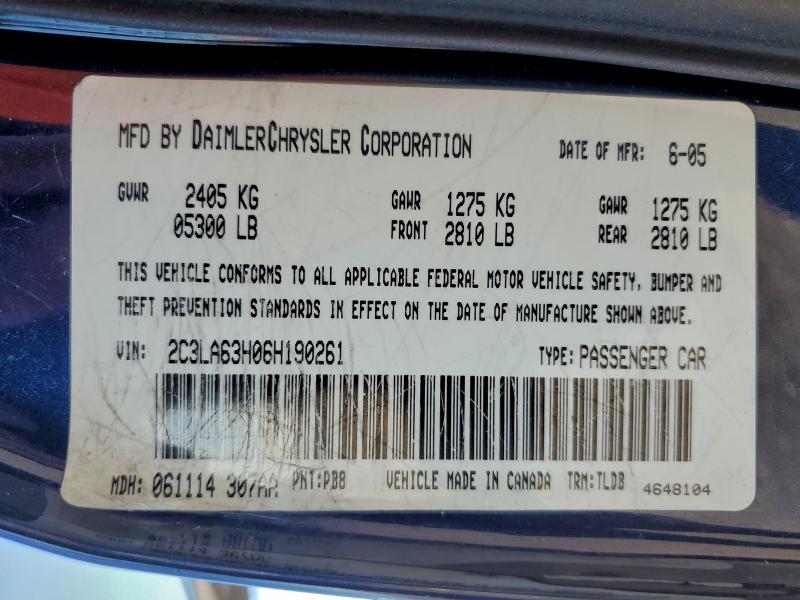 MFD BY DAIMLERCHRYSLER CORPORATION DATE OF MFR: 6-05
GVWR 2405 KG GAWR 1275 KG GAWR 1275 KG
05300 LB FRONT 2810 LB REAR 2810 LB
THIS VEHICLE CONFORMS TO ALL APPLICABLE FEDERAL MOTOR VEHICLE SAFETY, BUMPER AND
THEFT PREVENTION STANDARDS IN EFFECT ON THE DATE OF MANUFACTURE SHOWN ABOVE.
VIN: 2C3LA63H06H190261 TYPE: PASSENGER CAR
MDH: 061114 307AA PNT:PB8 VEHICLE MADE IN CANADA TRM:TLDB 4648104